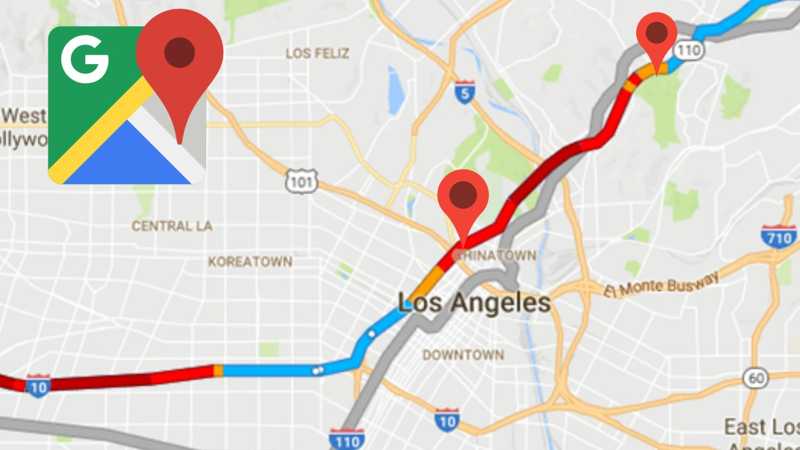 G
LOS FELIZ
110
5
West
ollywo
101
CENTRAL LA
710
KOREATOWN
CHINATOWN
El Monte Busway
Los Angeles
DOWNTOWN
10
60
10
110
East Los
Angeles